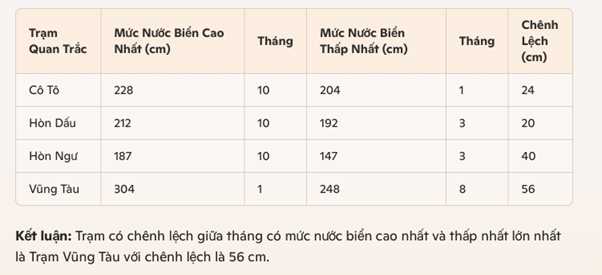 Trạm Quan Trắc | Mức Nước Biển Cao Nhất (cm) | Tháng | Mức Nước Biển Thấp Nhất (cm) | Tháng | Chênh Lệch (cm)
Cô Tô | 228 | 10 | 204 | 1 | 24
Hòn Dấu | 212 | 10 | 192 | 3 | 20
Hòn Ngư | 187 | 10 | 147 | 3 | 40
Vũng Tàu | 304 | 1 | 248 | 8 | 56
Kết luận: Trạm có chênh lệch giữa tháng có mức nước biển cao nhất và thấp nhất lớn nhất
là Trạm Vũng Tàu với chênh lệch là 56 cm.